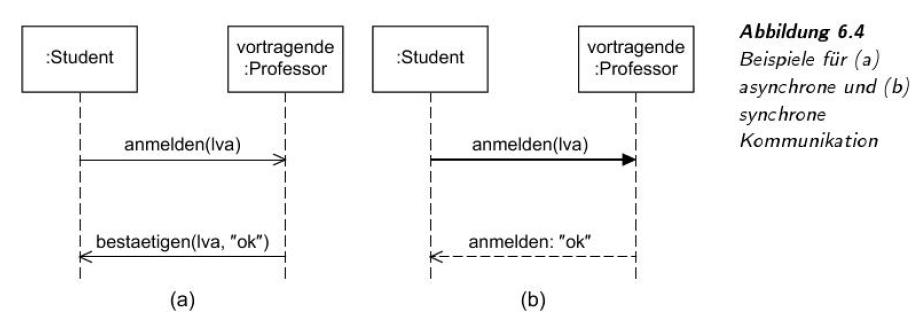 :Student
vortragende
:Professor
anmelden(lva)
bestaetigen(lva, "ok")
(a)
:Student
vortragende
:Professor
anmelden(lva)
anmelden: "ok"
(b)
Abbildung 6.4
Beispiele für (a)
asynchrone und (b)
synchrone
Kommunikation